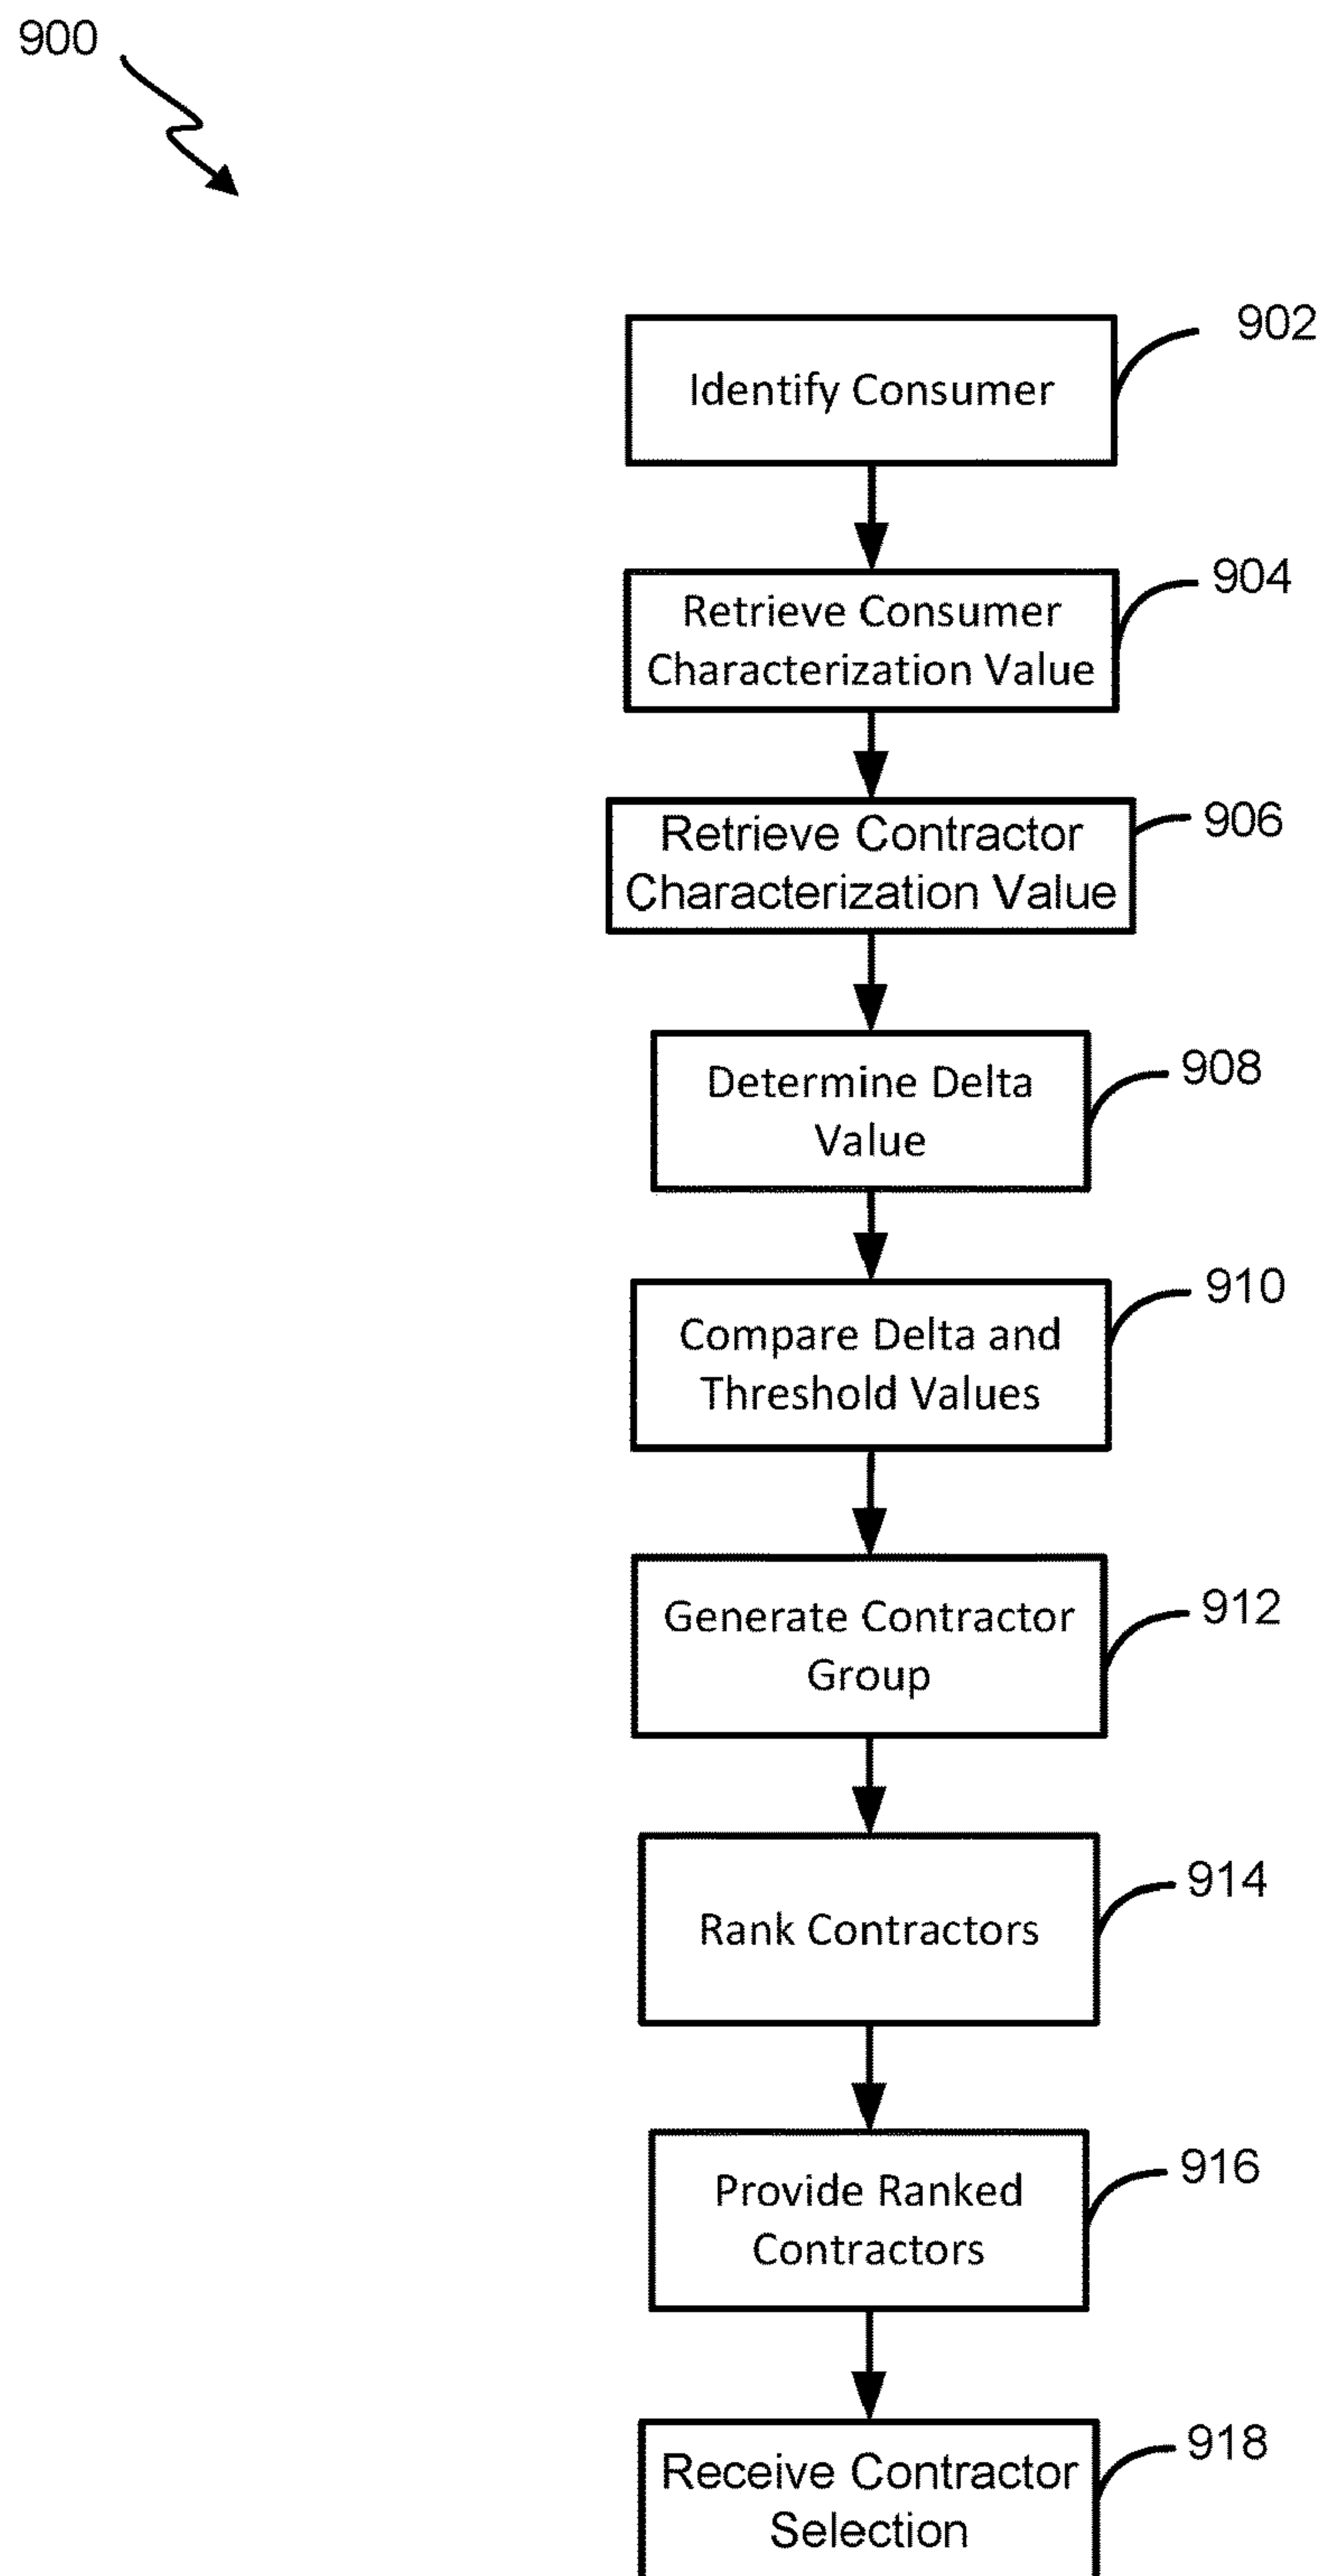 900
902
Identify Consumer
904
Retrieve Consumer
Characterization Value
906
Retrieve Contractor
Characterization Value
908
Determine Delta
Value
910
Compare Delta and
Threshold Values
912
Generate Contractor
Group
914
Rank Contractors
916
Provide Ranked
Contractors
918
Receive Contractor
Selection